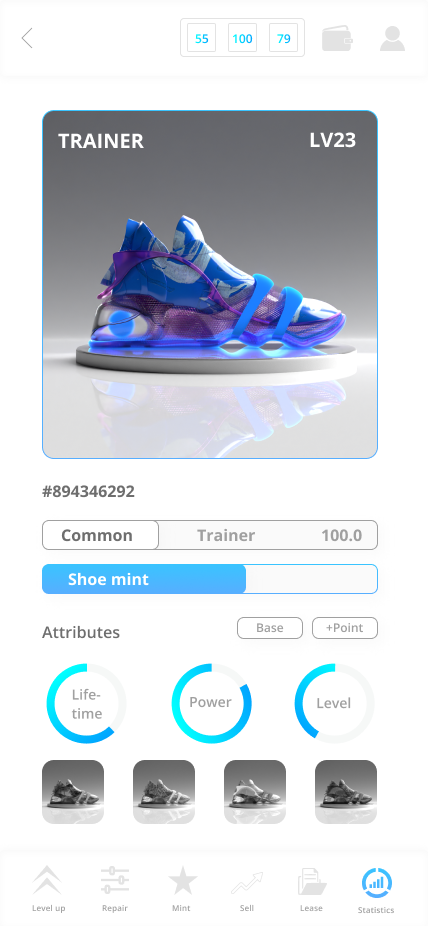 55 100 79
TRAINER LV23
#894346292
Common Trainer 100.0
Shoe mint
Attributes Base +Point
Life-
time
Power
Level
Level up Repair Mint Sell Lease Statistics